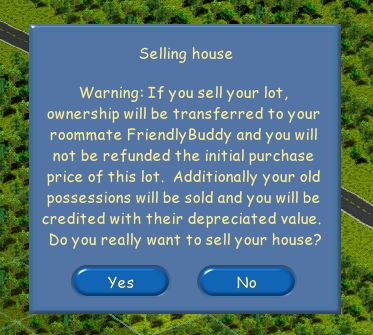 Selling house
Warning: If you sell your lot,
ownership will be transferred to your
roommate FriendlyBuddy and you will
not be refunded the initial purchase
price of this lot.  Additionally your old
possessions will be sold and you will be
credited with their depreciated value.
Do you really want to sell your house?
Yes
No